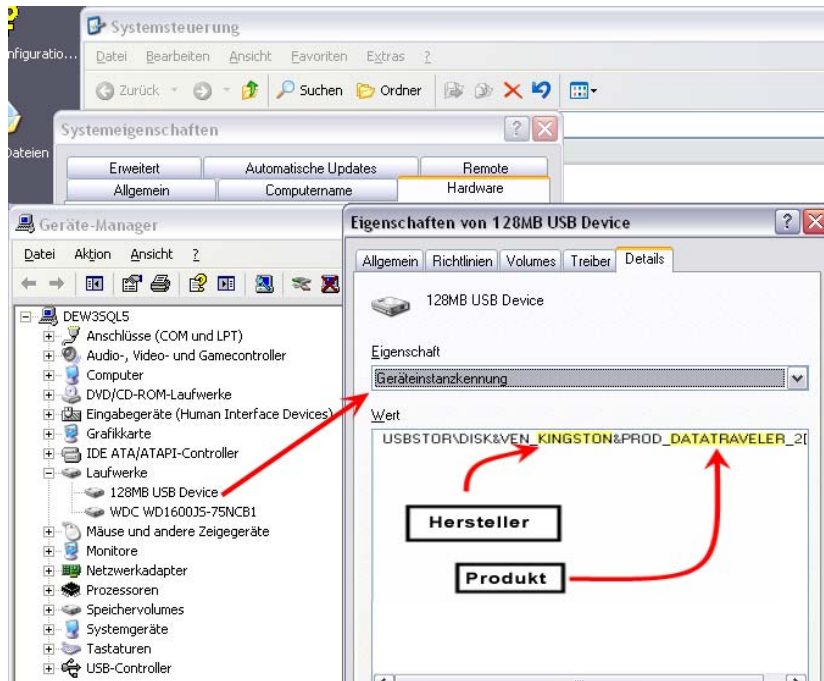 Systemsteuerung
nfiguratio...
Datei Bearbeiten Ansicht Favoriten Extras ?
Zurück Suchen Ordner
Dateien
Systemeigenschaften
Erweitert Automatische Updates Remote
Allgemein Computername Hardware
Geräte-Manager
Datei Aktion Ansicht ?
DEW3SQL5
Anschlüsse (COM und LPT)
Audio-, Video- und Gamecontroller
Computer
DVD/CD-ROM-Laufwerke
Eingabegeräte (Human Interface Devices)
Grafikkarte
IDE ATA/ATAPI-Controller
Laufwerke
128MB USB Device
WDC WD1600JS-75NCB1
Mäuse und andere Zeigegeräte
Monitore
Netzwerkadapter
Prozessoren
Speichervolumes
Systemgeräte
Tastaturen
USB-Controller
Eigenschaften von 128MB USB Device
Allgemein Richtlinien Volumes Treiber Details
128MB USB Device
Eigenschaft
Geräteinstanzkennung
Wert
USBSTOR\DISK&VEN_KINGSTON&PROD_DATATRAVELER_2[
Hersteller
Produkt